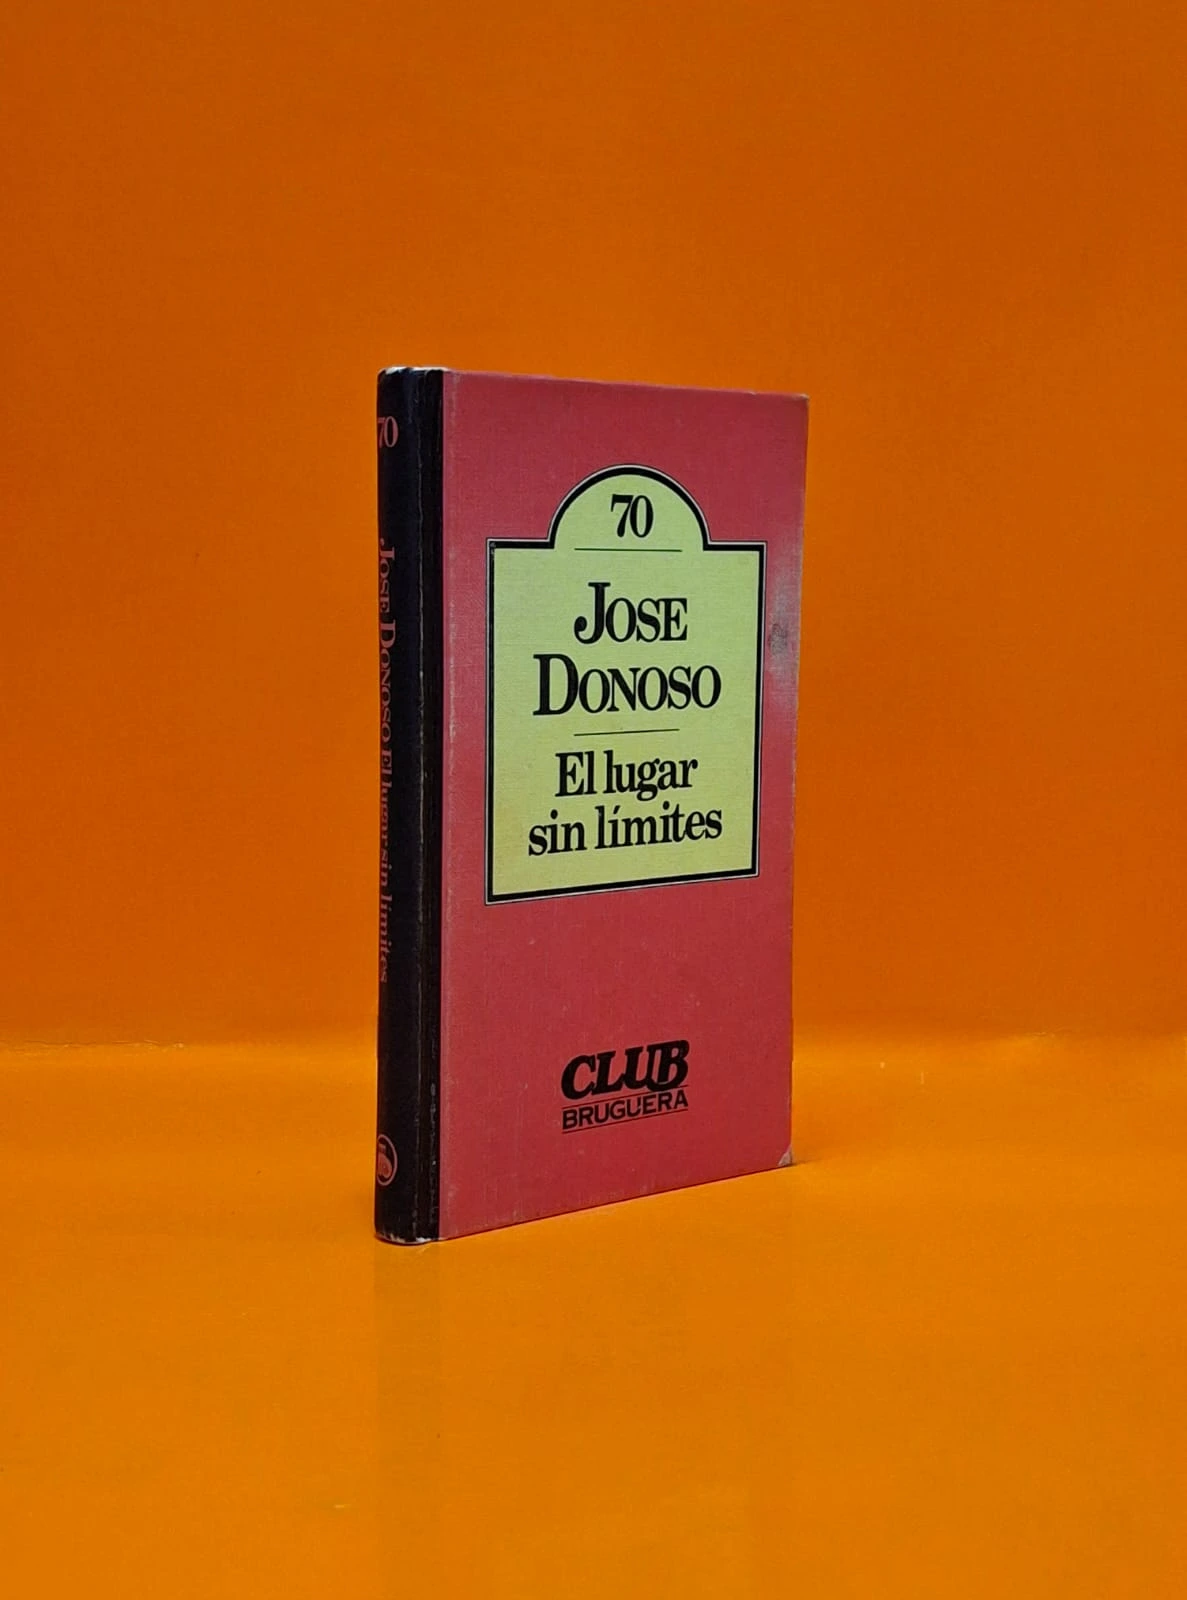 70
JOSE DONOSO El lugar sin límites
70
JOSE
DONOSO
El lugar
sin límites
CLUB
BRUGUERA